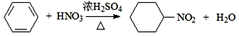 + HNO3 浓H2SO4 △ NO2 + H2O